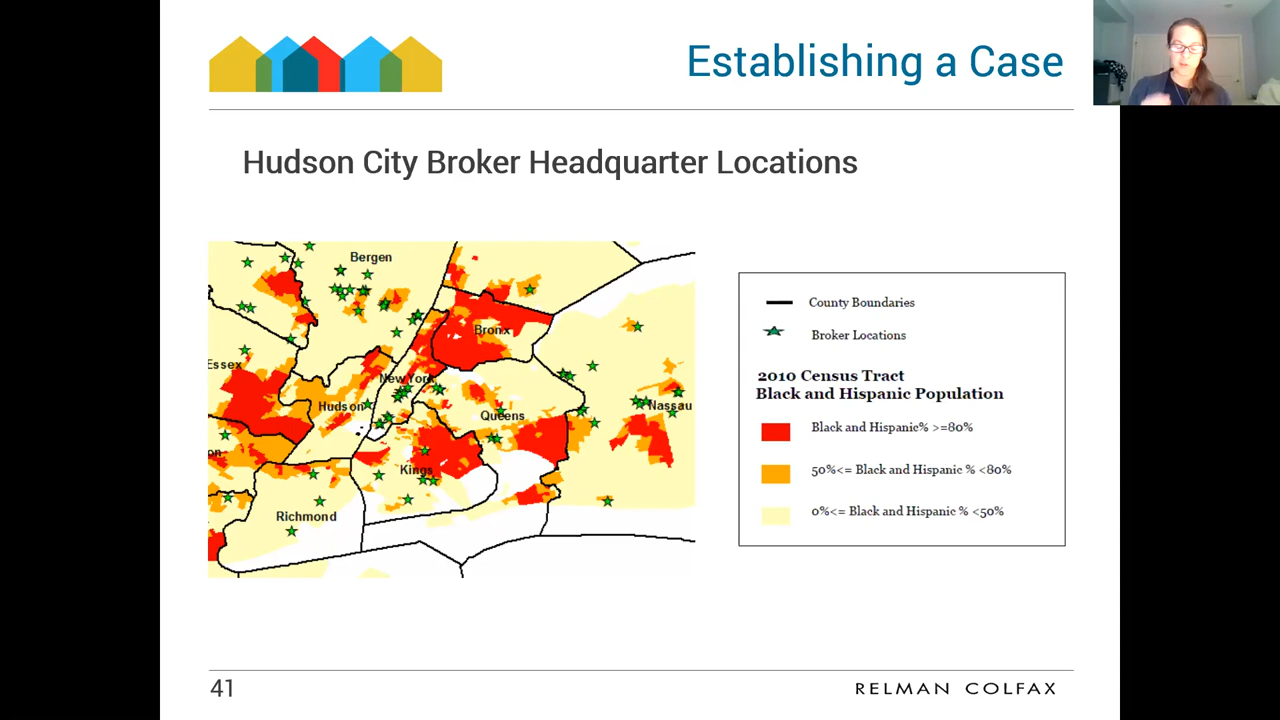 Establishing a Case
Hudson City Broker Headquarter Locations
Bergen
Bronx
Essex
New York
Hudson
Queens
Nassau
on
Kings
Richmond
County Boundaries
Broker Locations
2010 Census Tract
Black and Hispanic Population
Black and Hispanic% >=80%
50%<= Black and Hispanic % <80%
0%<= Black and Hispanic % <50%
41
RELMAN COLFAX